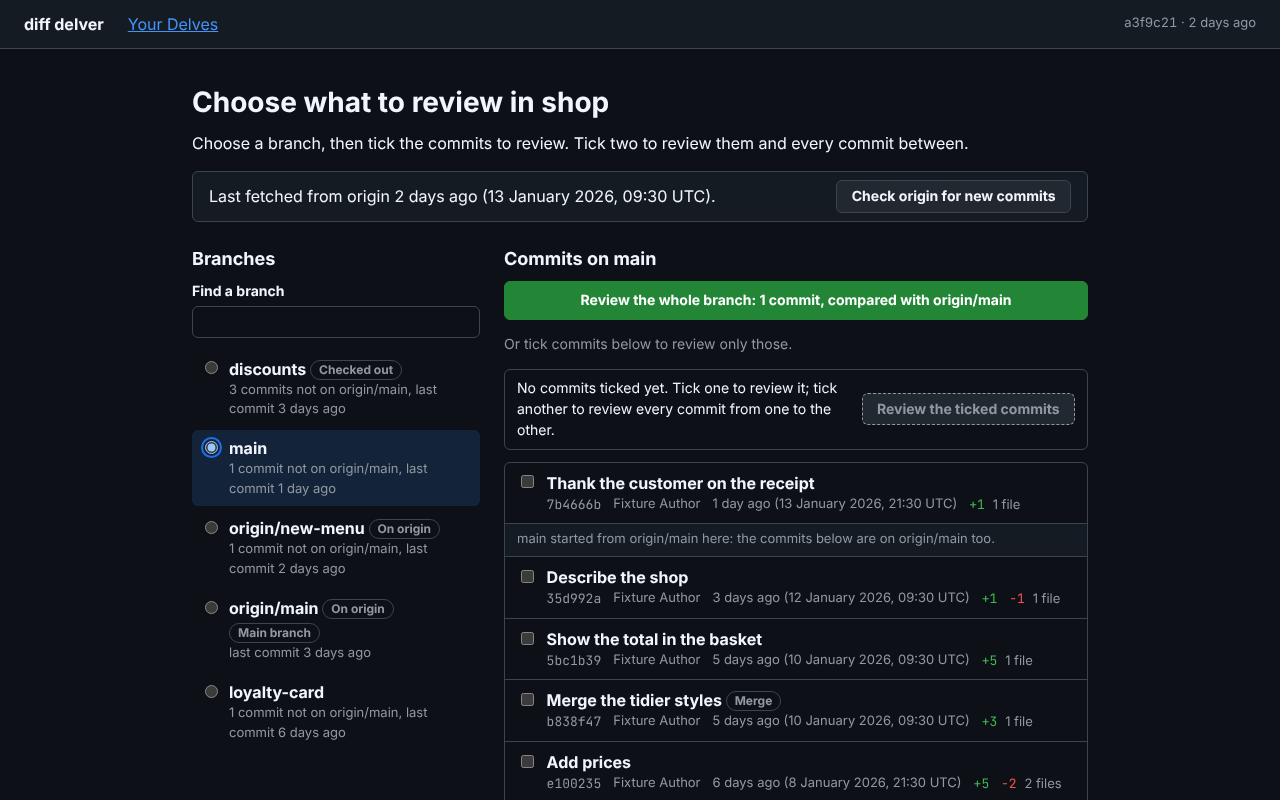 diff delver
Your Delves
a3f9c21 · 2 days ago
Choose what to review in shop
Choose a branch, then tick the commits to review. Tick two to review them and every commit between.
Last fetched from origin 2 days ago (13 January 2026, 09:30 UTC).
Check origin for new commits
Branches
Find a branch
discounts Checked out
3 commits not on origin/main, last
commit 3 days ago
main
1 commit not on origin/main, last
commit 1 day ago
origin/new-menu On origin
1 commit not on origin/main, last
commit 2 days ago
origin/main On origin
Main branch
last commit 3 days ago
loyalty-card
1 commit not on origin/main, last
commit 6 days ago
Commits on main
Review the whole branch: 1 commit, compared with origin/main
Or tick commits below to review only those.
No commits ticked yet. Tick one to review it; tick
another to review every commit from one to the
other.
Review the ticked commits
Thank the customer on the receipt
7b4666b Fixture Author 1 day ago (13 January 2026, 21:30 UTC) +1 1 file
main started from origin/main here: the commits below are on origin/main too.
Describe the shop
35d992a Fixture Author 3 days ago (12 January 2026, 09:30 UTC) +1 -1 1 file
Show the total in the basket
5bc1b39 Fixture Author 5 days ago (10 January 2026, 09:30 UTC) +5 1 file
Merge the tidier styles Merge
b838f47 Fixture Author 5 days ago (10 January 2026, 09:30 UTC) +3 1 file
Add prices
e100235 Fixture Author 6 days ago (8 January 2026, 21:30 UTC) +5 -2 2 files